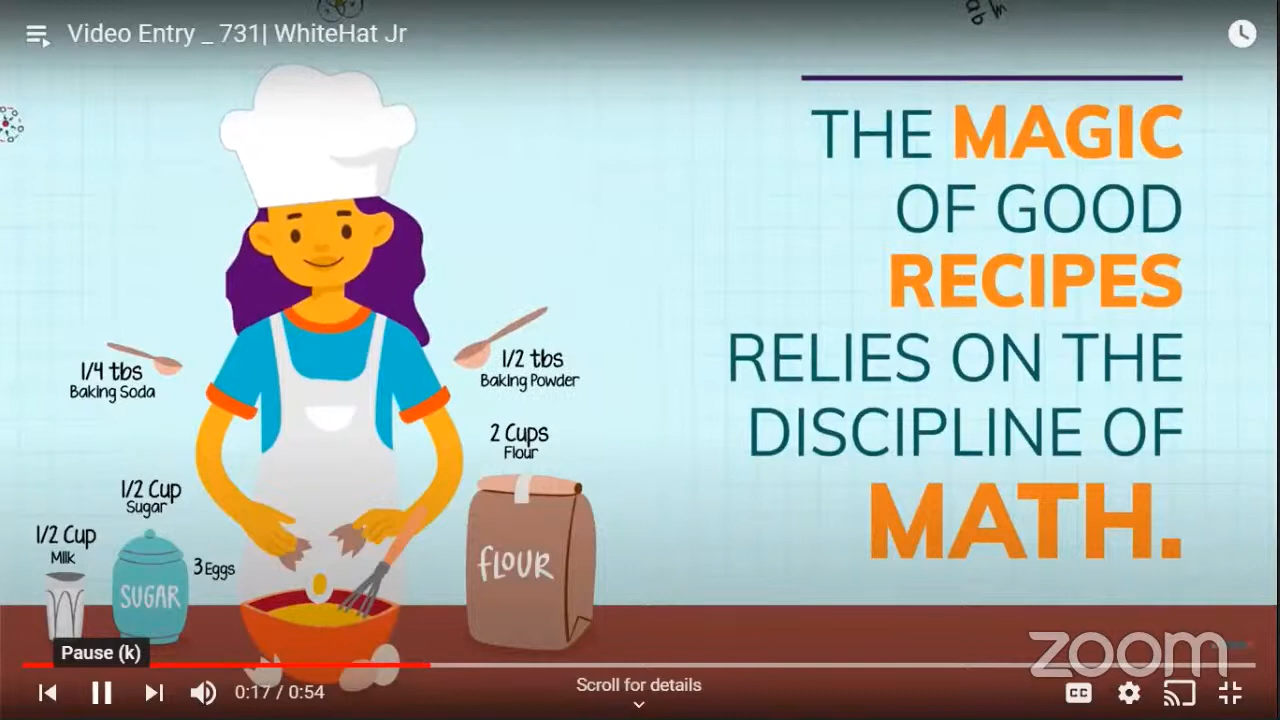 Video Entry _ 731| WhiteHat Jr
THE MAGIC
OF GOOD
RECIPES
RELIES ON THE
DISCIPLINE OF
MATH.
1/4 tbs
Baking Soda
1/2 tbs
Baking Powder
2 Cups
Flour
1/2 Cup
Sugar
1/2 Cup
Milk
3 Eggs
SUGAR
fLOUR
Pause (k)
zoom
0:17 / 0:54
Scroll for details
CC